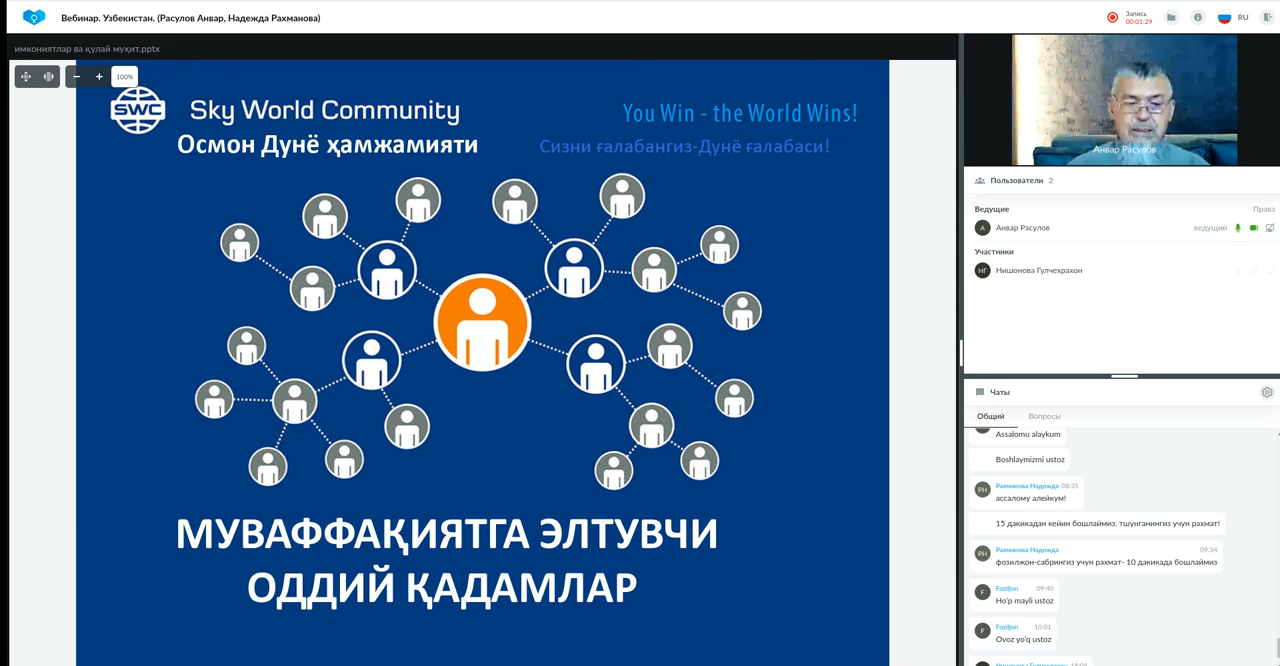 Вебинар. Узбекистан. (Расулов Анвар, Надежда Рахманова)
Запись
00:01:29
RU
имкониятлар ва қулай муҳит.pptx
100%
SWC
Sky World Community
You Win - the World Wins!
Осмон Дунё ҳамжамияти
Сизни ғалабангиз-Дунё ғалабаси!
МУВАФФАҚИЯТГА ЭЛТУВЧИ
ОДДИЙ ҚАДАМЛАР
Анвар Расулов
Пользователи 2
Ведущие Права
А Анвар Расулов ведущий
Участники
НГ Нишонова Гулчехрахон
Чаты
Общий Вопросы
Assalomu alaykum
Boshlaymizmi ustoz
РН Рахманова Надежда 08:35
ассалому алейкум!
15 дакикадан кейин бошлаймиз. тшунганингиз учун рахмат!
РН Рахманова Надежда 09:34
фозилжон-сабрингиз учун рахмат- 10 дакикада бошлаймиз
F Foziljon 09:40
Ho'p mayli ustoz
F Foziljon 10:01
Ovoz yo'q ustoz